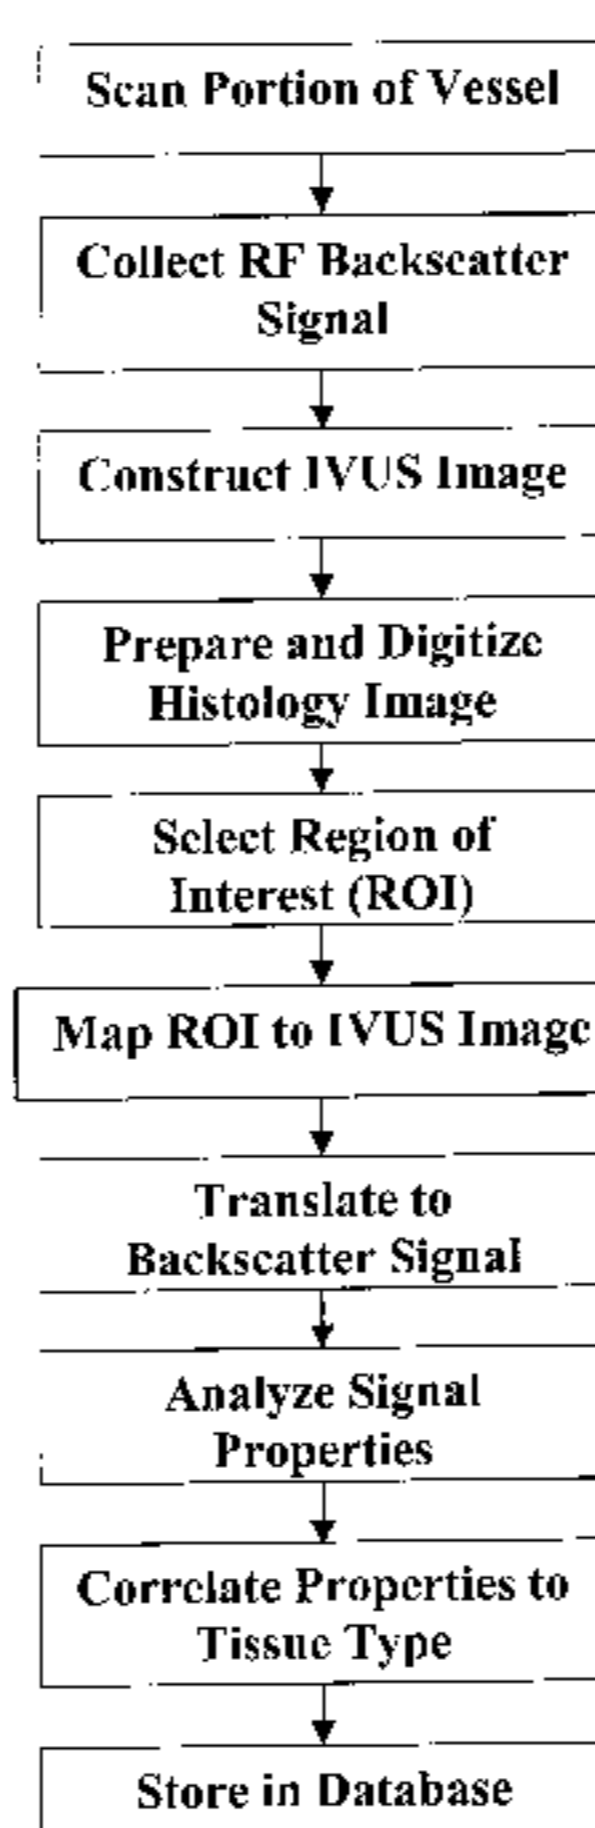 Scan Portion of Vessel
Collect RF Backscatter
Signal
Construct IVUS Image
Prepare and Digitize
Histology Image
Select Region of
Interest (ROI)
Map ROI to IVUS Image
Translate to
Backscatter Signal
Analyze Signal
Properties
Correlate Properties to
Tissue Type
Store in Database